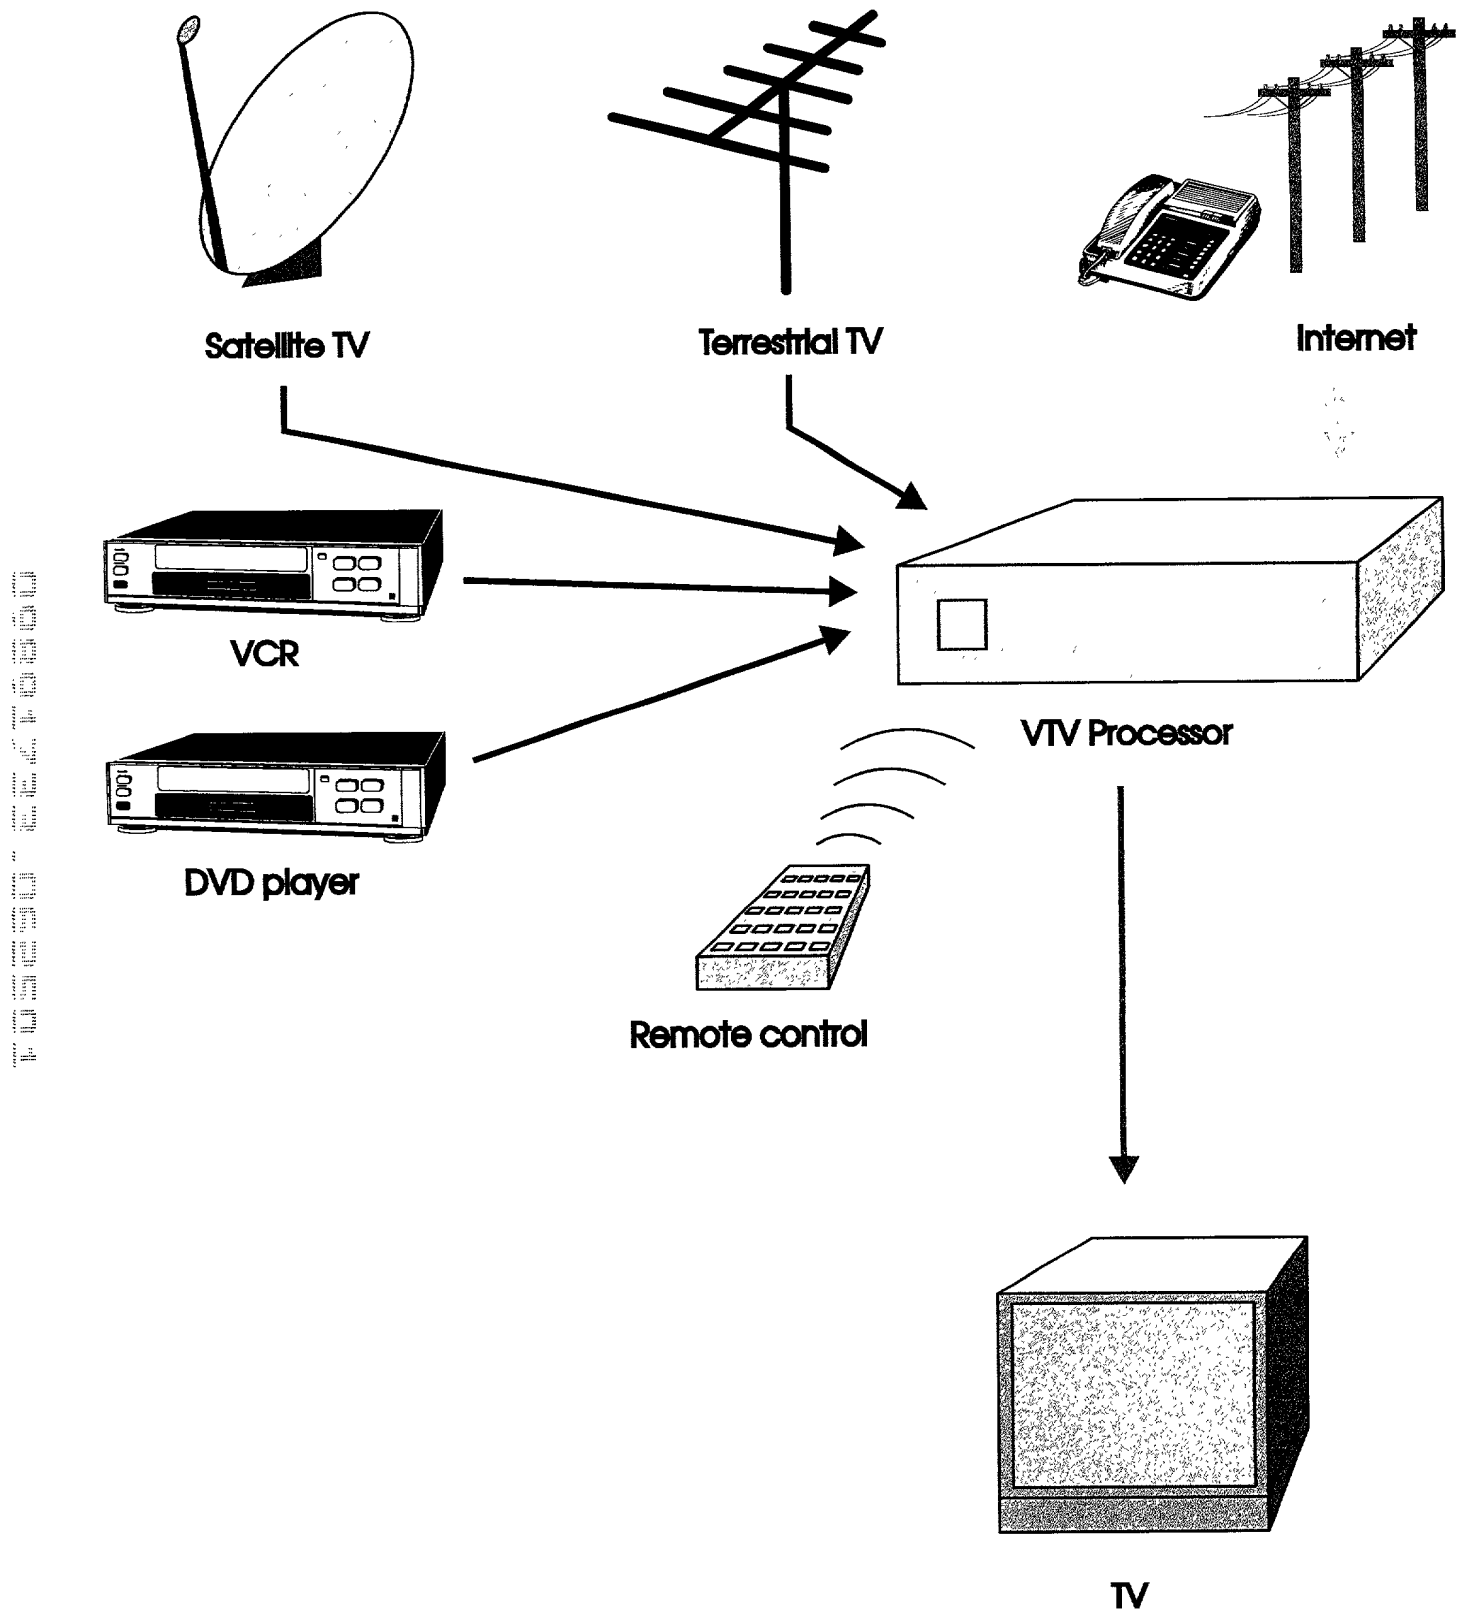 Satellite TV
Terrestrial TV
Internet
VCR
VTV Processor
DVD player
Remote control
TV